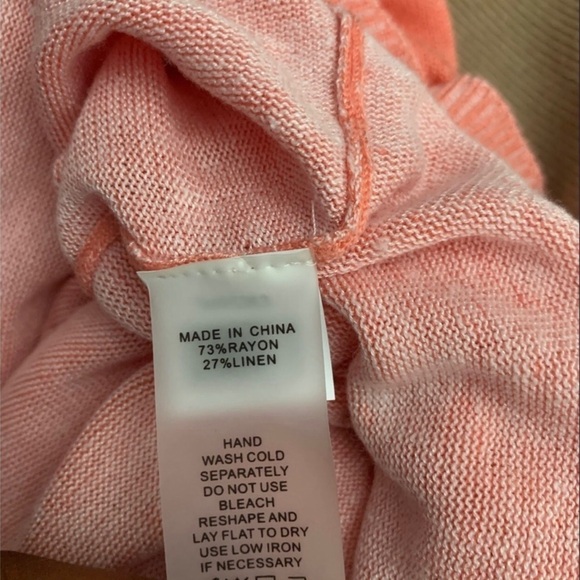 MADE IN CHINA
73%RAYON
27%LINEN
HAND
WASH COLD
SEPARATELY
DO NOT USE
BLEACH
RESHAPE AND
LAY FLAT TO DRY
USE LOW IRON
IF NECESSARY